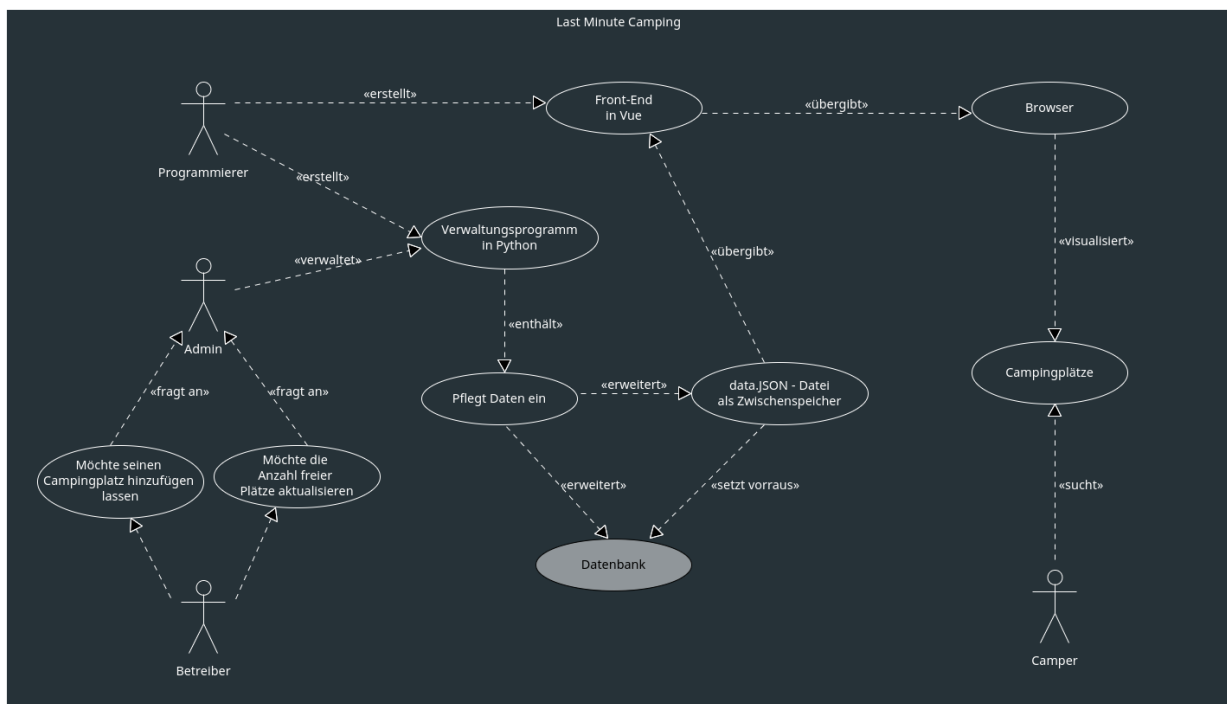 Last Minute Camping
«erstellt»
Front-End
in Vue
«übergibt»
Browser
Programmierer
«erstellt»
Verwaltungsprogramm
in Python
«verwaltet»
«übergibt»
«visualisiert»
Admin
«enthält»
«fragt an»
«fragt an»
Pflegt Daten ein
«erweitert»
data.JSON - Datei
als Zwischenspeicher
Campingplätze
Möchte seinen
Campingplatz hinzufügen
lassen
Möchte die
Anzahl freier
Plätze aktualisieren
«erweitert»
«setzt vorraus»
«sucht»
Datenbank
Betreiber
Camper